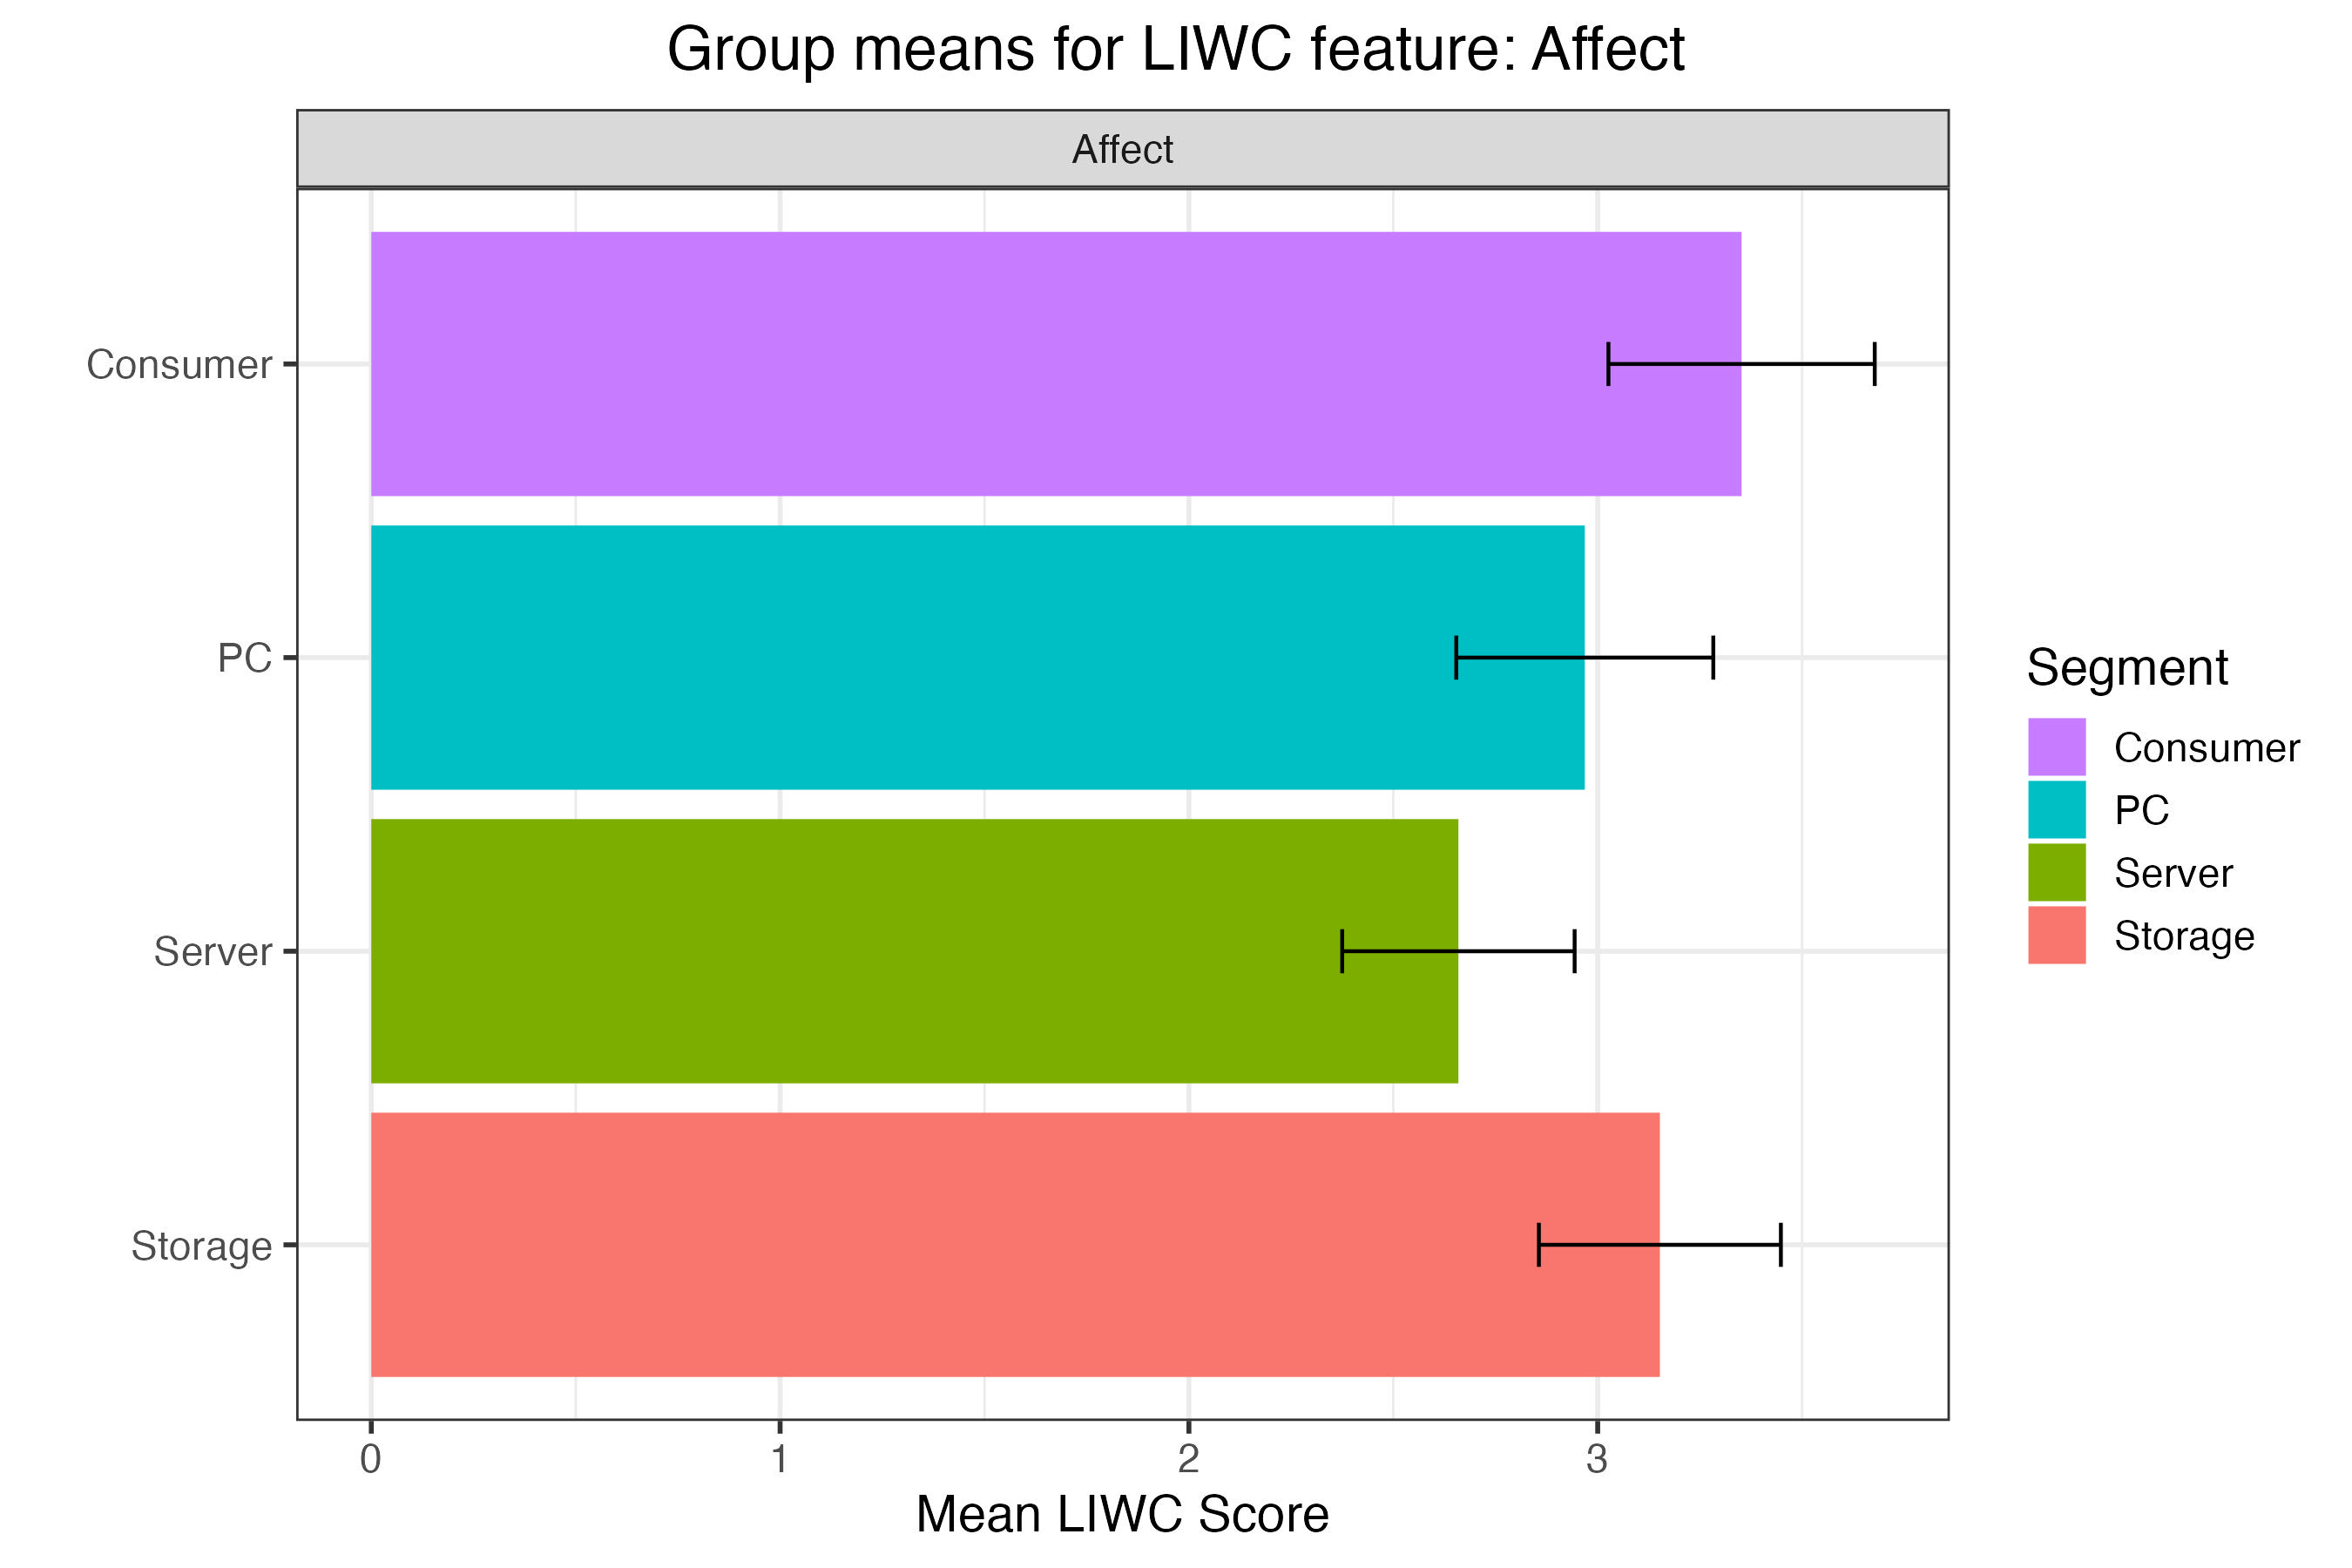 Group means for LIWC feature: Affect
Affect
Consumer
PC
Server
Storage
0 1 2 3
Mean LIWC Score
Segment
Consumer
PC
Server
Storage